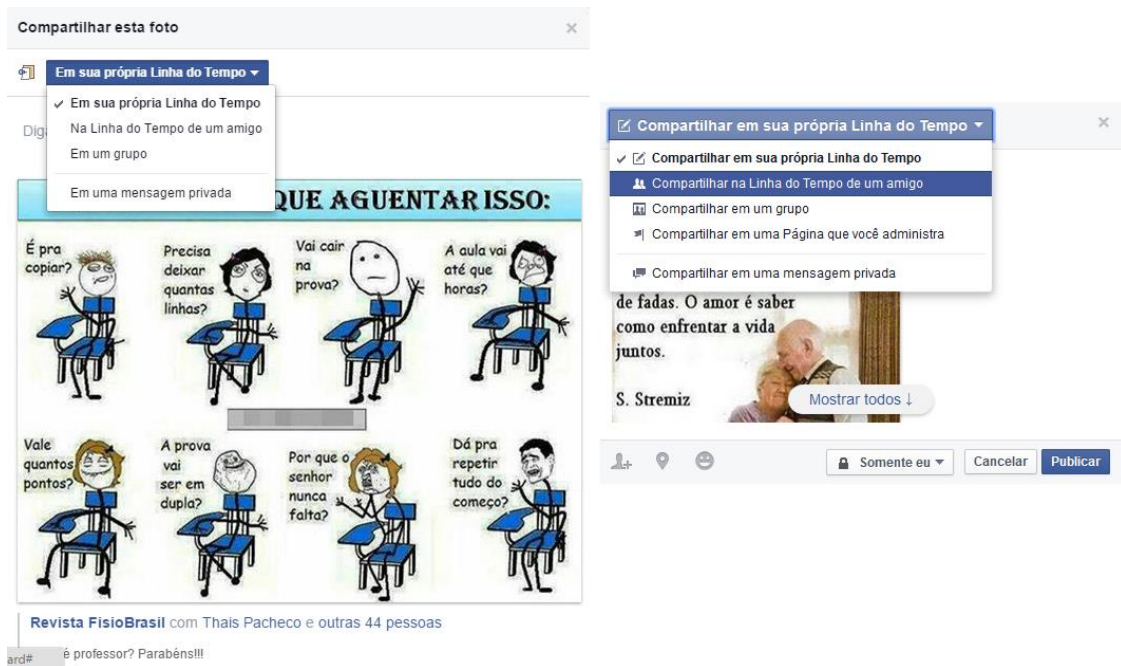 Compartilhar esta foto
×
Em sua própria Linha do Tempo
Em sua própria Linha do Tempo
Na Linha do Tempo de um amigo
Em um grupo
Em uma mensagem privada
QUE AGUENTAR ISSO:
É pra
copiar?
Precisa
deixar
quantas
linhas?
Vai cair
na
prova?
A aula vai
até que
horas?
Vale
quantos
pontos?
A prova
vai
ser em
dupla?
Por que o
senhor
nunca
falta?
Dá pra
repetir
tudo do
começo?
Revista FisioBrasil com Thais Pacheco e outras 44 pessoas
é professor? Parabéns!!!
ard#
Compartilhar em sua própria Linha do Tempo
×
Compartilhar em sua própria Linha do Tempo
Compartilhar na Linha do Tempo de um amigo
Compartilhar em um grupo
Compartilhar em uma Página que você administra
Compartilhar em uma mensagem privada
de fadas. O amor é saber
como enfrentar a vida
juntos.
S. Stremiz
Mostrar todos ↓
Somente eu
Cancelar
Publicar